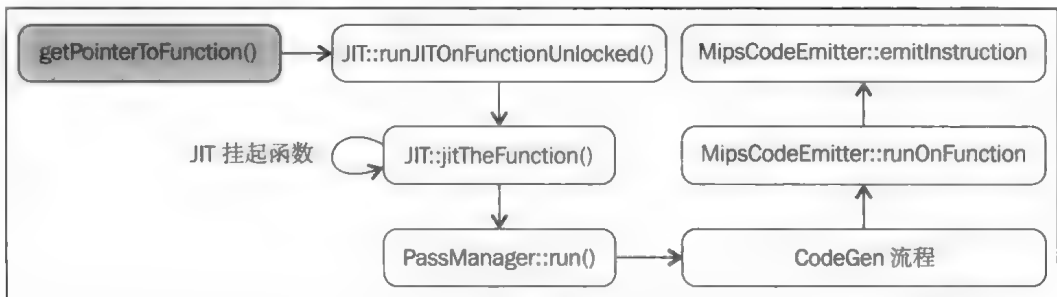 getPointerToFunction()
JIT::runJITOnFunctionUnlocked()
MipsCodeEmitter::emitInstruction
JIT 挂起函数
JIT::jitTheFunction()
MipsCodeEmitter::runOnFunction
PassManager::run()
CodeGen 流程